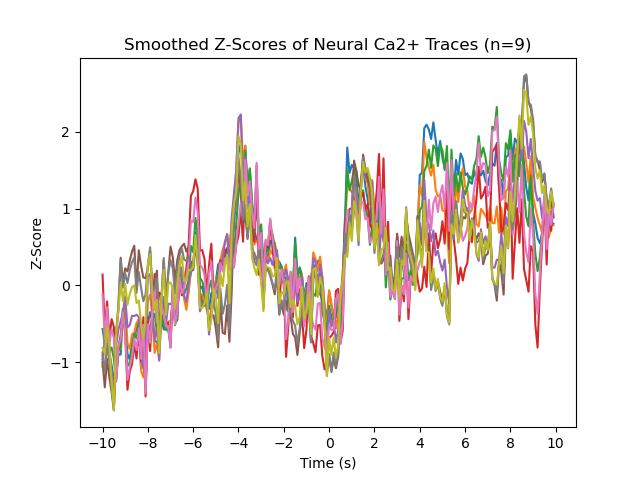 Smoothed Z-Scores of Neural Ca2+ Traces (n=9)
2
1
0
−1
Z-Score
−10 −8 −6 −4 −2 0 2 4 6 8 10
Time (s)